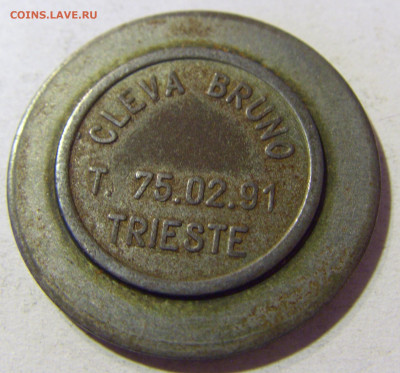 COINS.LAVE.RU
CLEVA BRUNO
T. 75.02.91
TRIESTE